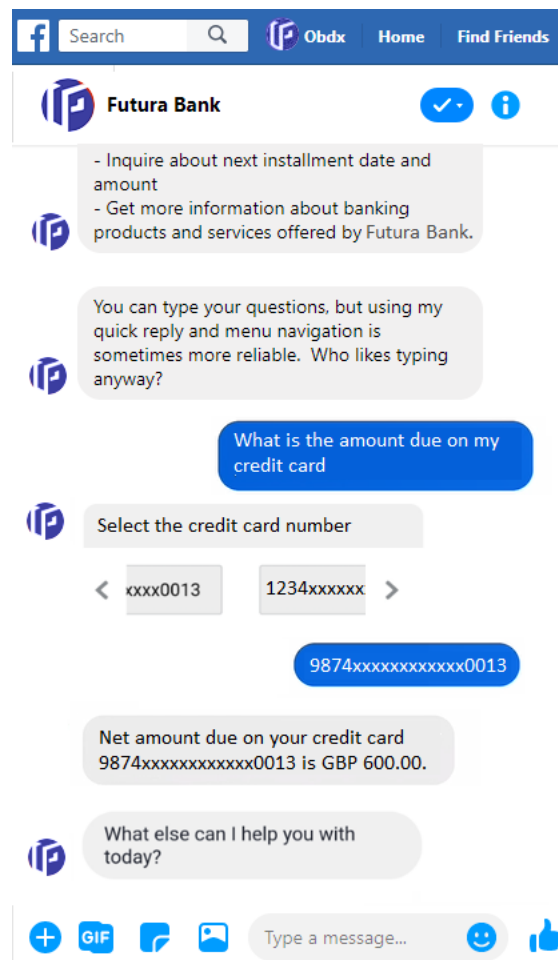 Search
Obdx Home Find Friends
Futura Bank
- Inquire about next installment date and
amount
- Get more information about banking
products and services offered by Futura Bank.
You can type your questions, but using my
quick reply and menu navigation is
sometimes more reliable.  Who likes typing
anyway?
What is the amount due on my
credit card
Select the credit card number
xxxx0013
1234xxxxxx
9874xxxxxxxxxxxx0013
Net amount due on your credit card
9874xxxxxxxxxxxx0013 is GBP 600.00.
What else can I help you with
today?
GIF
Type a message...